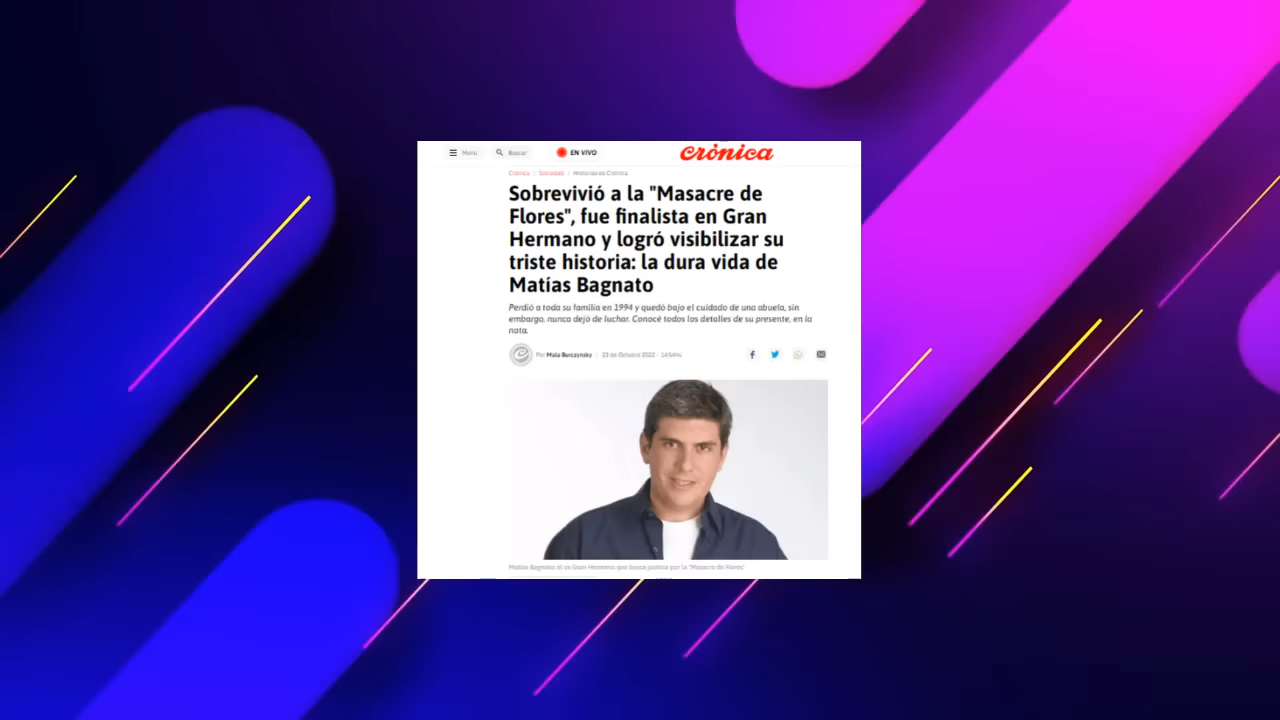 Menú Buscar EN VIVO crónica
Crónica | Sociedad | Historias de Crónica
Sobrevivió a la "Masacre de
Flores", fue finalista en Gran
Hermano y logró visibilizar su
triste historia: la dura vida de
Matías Bagnato
Perdió a toda su familia en 1994 y quedó bajo el cuidado de una abuela, sin
embargo, nunca dejó de luchar. Conocé todos los detalles de su presente, en la
nota.
Por Maia Burczynsky | 23 de Octubre 2023
Matías Bagnato: el ex Gran Hermano que busca justicia por la "Masacre de Flores"